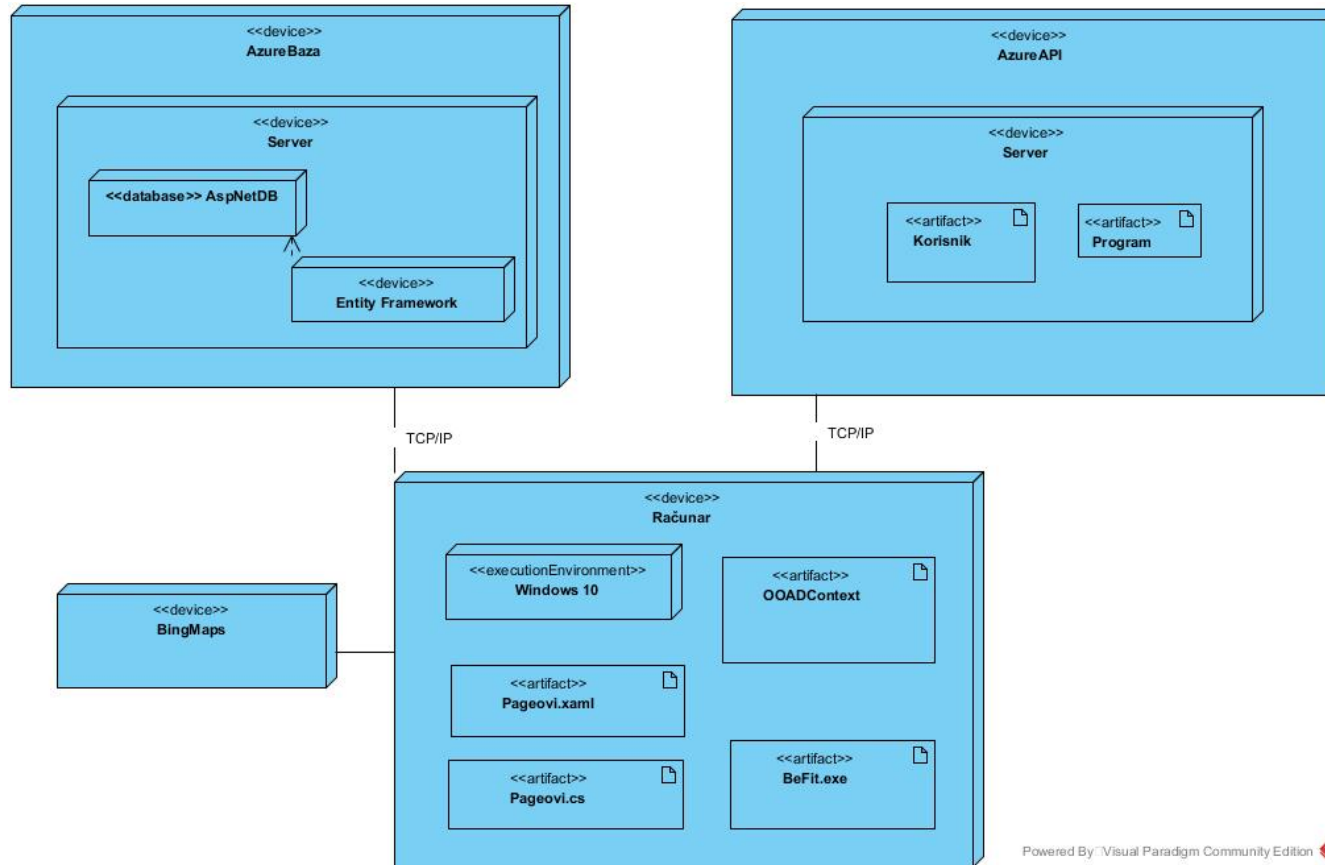 <<device>>
AzureBaza
<<device>>
Server
<<database>> AspNetDB
<<device>>
Entity Framework
<<device>>
AzureAPI
<<device>>
Server
<<artifact>>
Korisnik
<<artifact>>
Program
TCP/IP
TCP/IP
<<device>>
Računar
<<executionEnvironment>>
Windows 10
<<artifact>>
OOADContext
<<device>>
BingMaps
<<artifact>>
Pageovi.xaml
<<artifact>>
Pageovi.cs
<<artifact>>
BeFit.exe
Powered By Visual Paradigm Community Edition